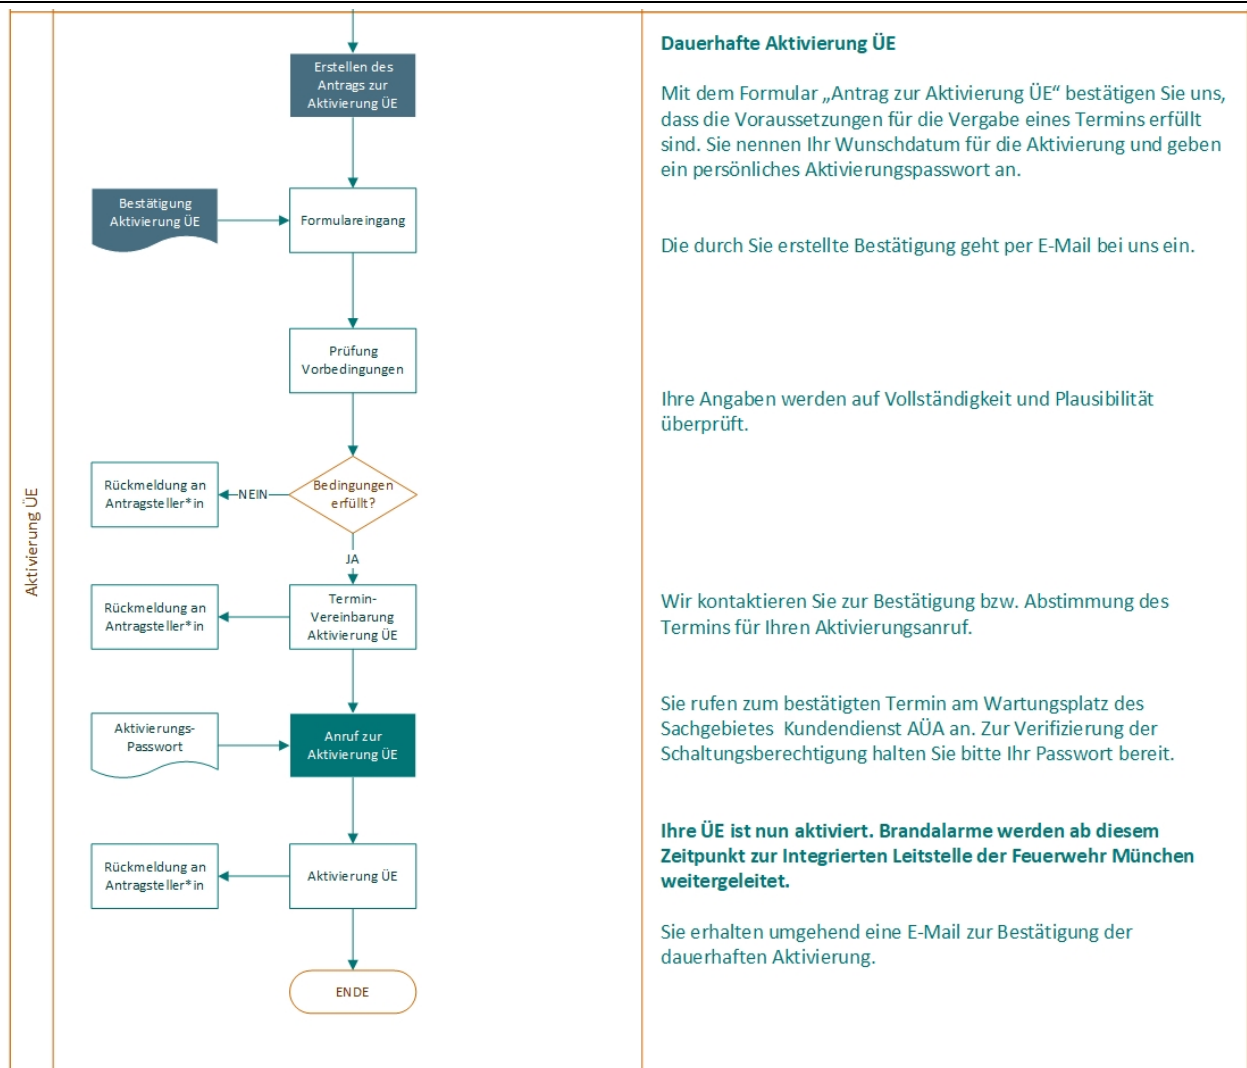 Aktivierung ÜE
Erstellen des
Antrags zur
Aktivierung ÜE
Bestätigung
Aktivierung ÜE
Formulareingang
Prüfung
Vorbedingungen
Bedingungen
erfüllt?
NEIN
Rückmeldung an
Antragsteller*in
JA
Termin-
Vereinbarung
Aktivierung ÜE
Rückmeldung an
Antragsteller*in
Aktivierungs-
Passwort
Anruf zur
Aktivierung ÜE
Rückmeldung an
Antragsteller*in
Aktivierung ÜE
ENDE
Dauerhafte Aktivierung ÜE
Mit dem Formular „Antrag zur Aktivierung ÜE“ bestätigen Sie uns,
dass die Voraussetzungen für die Vergabe eines Termins erfüllt
sind. Sie nennen Ihr Wunschdatum für die Aktivierung und geben
ein persönliches Aktivierungspasswort an.
Die durch Sie erstellte Bestätigung geht per E-Mail bei uns ein.
Ihre Angaben werden auf Vollständigkeit und Plausibilität
überprüft.
Wir kontaktieren Sie zur Bestätigung bzw. Abstimmung des
Termins für Ihren Aktivierungsanruf.
Sie rufen zum bestätigten Termin am Wartungsplatz des
Sachgebietes Kundendienst AÜA an. Zur Verifizierung der
Schaltungsberechtigung halten Sie bitte Ihr Passwort bereit.
Ihre ÜE ist nun aktiviert. Brandalarme werden ab diesem
Zeitpunkt zur Integrierten Leitstelle der Feuerwehr München
weitergeleitet.
Sie erhalten umgehend eine E-Mail zur Bestätigung der
dauerhaften Aktivierung.